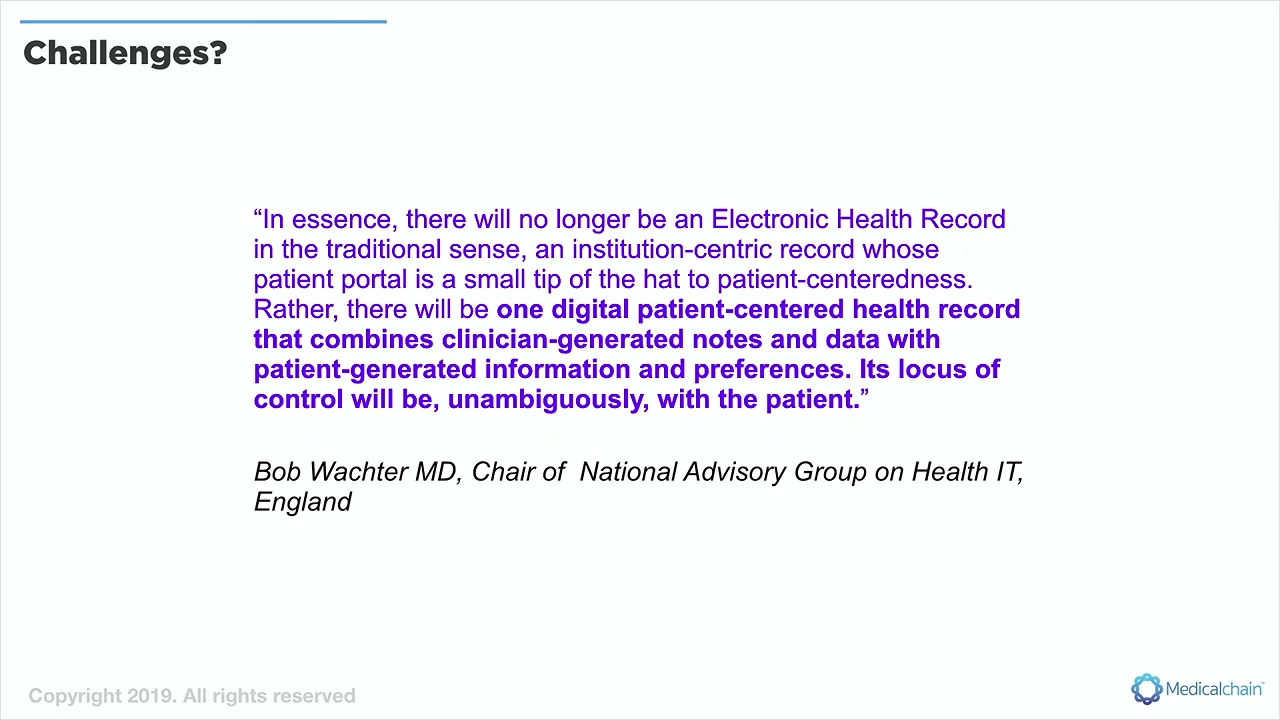 Challenges?
“In essence, there will no longer be an Electronic Health Record
in the traditional sense, an institution-centric record whose
patient portal is a small tip of the hat to patient-centeredness.
Rather, there will be one digital patient-centered health record
that combines clinician-generated notes and data with
patient-generated information and preferences. Its locus of
control will be, unambiguously, with the patient.”
Bob Wachter MD, Chair of  National Advisory Group on Health IT,
England
Copyright 2019. All rights reserved
Medicalchain™